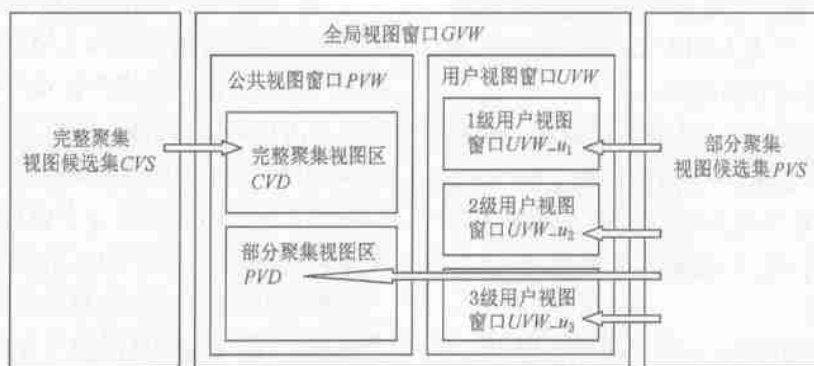 全局视图窗口GVW
公共视图窗口PVW
用户视图窗口UVW
完整聚集
视图候选集CVS
完整聚集视图区
CVD
部分聚集视图区
PVD
1级用户视图
窗口UVW_u₁
2级用户视图
窗口UVW_u₂
3级用户视图
窗口UVW_u₃
部分聚集
视图候选集PVS